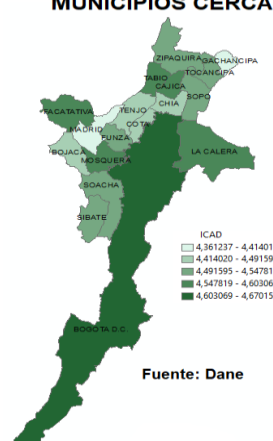 MUNICIPIOS CERCA
ZIPAQUIRA
GACHANCIPA
TOCANCIPA
TABIO
CAJICA
SOPO
FACATATIVA
TENJO
CHIA
COTA
MADRID
FUNZA
BOJACA
MOSQUERA
LA CALERA
SOACHA
SIBATE
BOGOTA D.C.
ICAD
4,361237 - 4,41401
4,414020 - 4,49159
4,491595 - 4,54781
4,547819 - 4,60306
4,603069 - 4,67015
Fuente: Dane